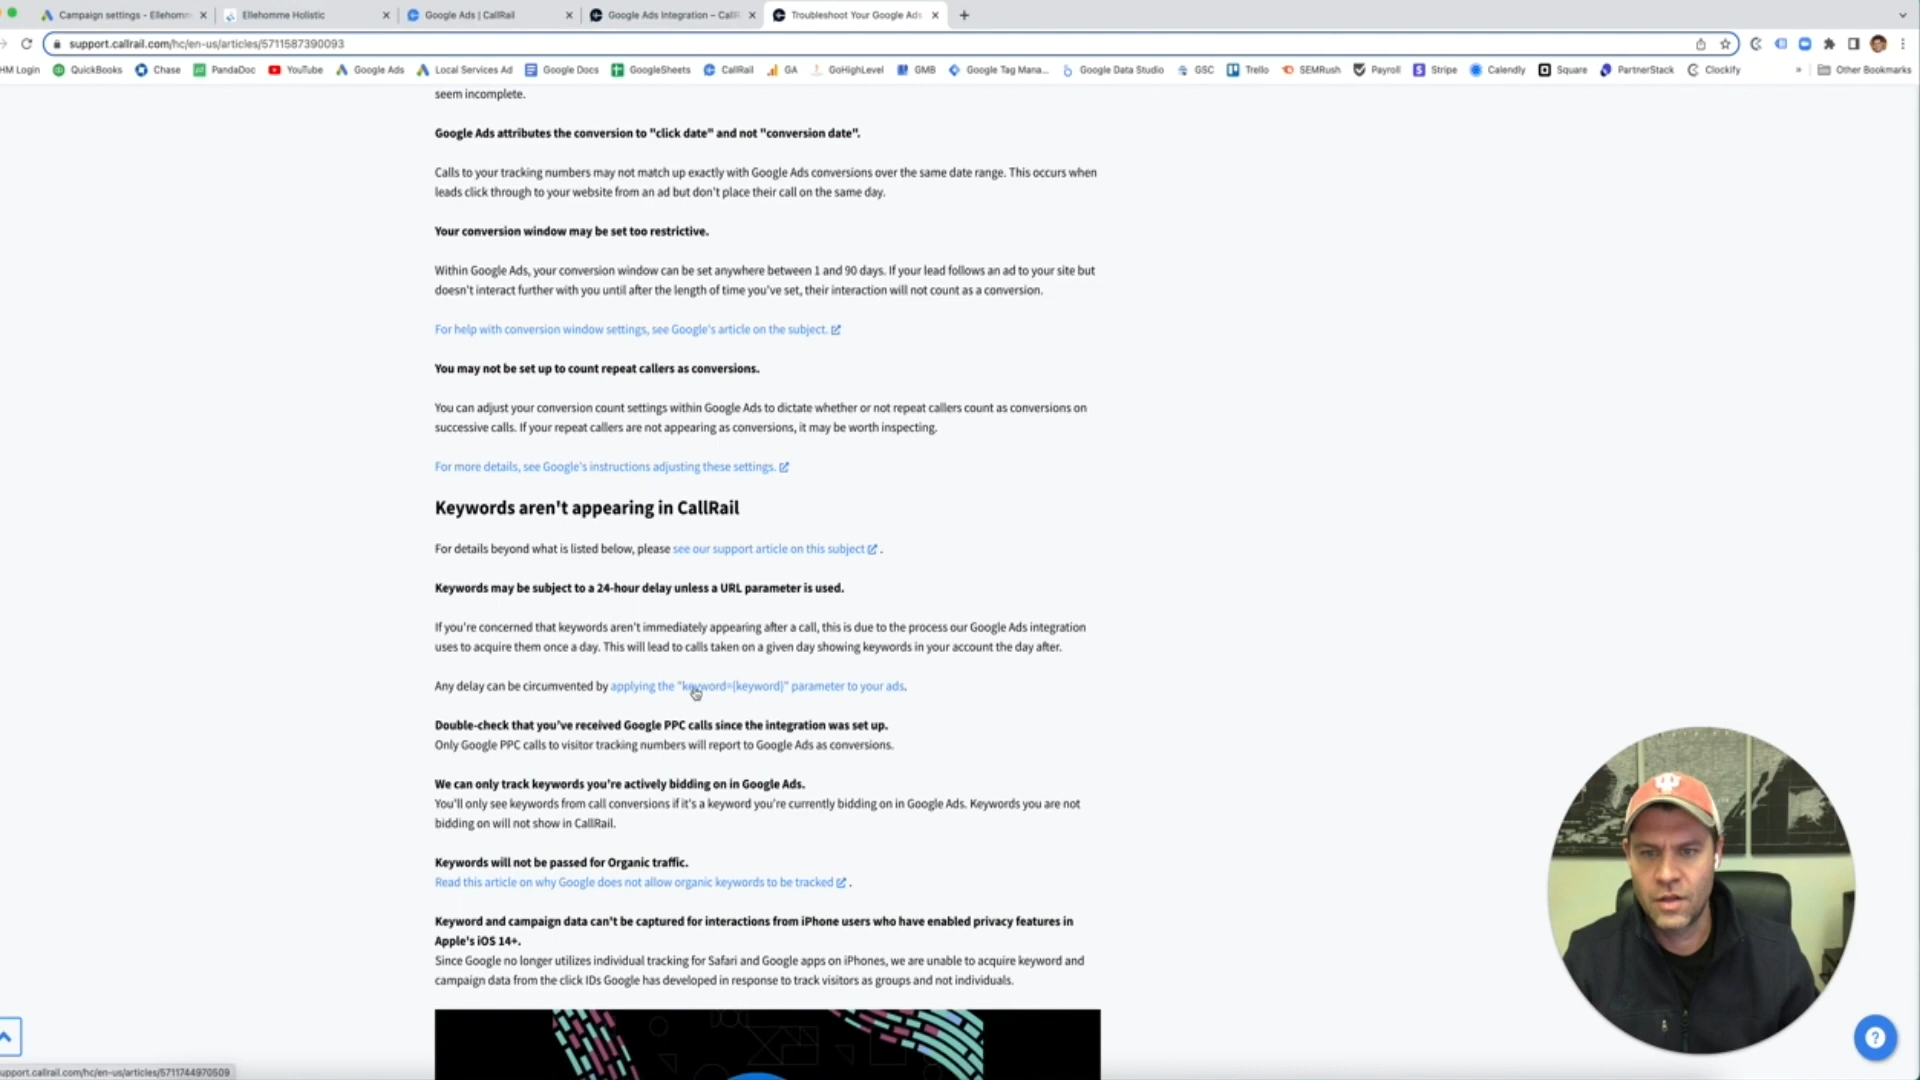 Campaign settings - Ellehomm
Ellehomme Holistic
Google Ads | CallRail
Google Ads Integration – CallR
Troubleshoot Your Google Ads
support.callrail.com/hc/en-us/articles/5711587390093
HM Login
QuickBooks
Chase
PandaDoc
YouTube
Google Ads
Local Services Ad
Google Docs
GoogleSheets
CallRail
GA
GoHighLevel
GMB
Google Tag Mana...
Google Data Studio
GSC
Trello
SEMRush
Payroll
Stripe
Calendly
Square
PartnerStack
Clockify
»
Other Bookmarks
seem incomplete.
Google Ads attributes the conversion to "click date" and not "conversion date".
Calls to your tracking numbers may not match up exactly with Google Ads conversions over the same date range. This occurs when
leads click through to your website from an ad but don't place their call on the same day.
Your conversion window may be set too restrictive.
Within Google Ads, your conversion window can be set anywhere between 1 and 90 days. If your lead follows an ad to your site but
doesn't interact further with you until after the length of time you've set, their interaction will not count as a conversion.
For help with conversion window settings, see Google's article on the subject.
You may not be set up to count repeat callers as conversions.
You can adjust your conversion count settings within Google Ads to dictate whether or not repeat callers count as conversions on
successive calls. If your repeat callers are not appearing as conversions, it may be worth inspecting.
For more details, see Google's instructions adjusting these settings.
Keywords aren't appearing in CallRail
For details beyond what is listed below, please see our support article on this subject .
Keywords may be subject to a 24-hour delay unless a URL parameter is used.
If you're concerned that keywords aren't immediately appearing after a call, this is due to the process our Google Ads integration
uses to acquire them once a day. This will lead to calls taken on a given day showing keywords in your account the day after.
Any delay can be circumvented by applying the "keyword={keyword}" parameter to your ads.
Double-check that you've received Google PPC calls since the integration was set up.
Only Google PPC calls to visitor tracking numbers will report to Google Ads as conversions.
We can only track keywords you're actively bidding on in Google Ads.
You'll only see keywords from call conversions if it's a keyword you're currently bidding on in Google Ads. Keywords you are not
bidding on will not show in CallRail.
Keywords will not be passed for Organic traffic.
Read this article on why Google does not allow organic keywords to be tracked .
Keyword and campaign data can't be captured for interactions from iPhone users who have enabled privacy features in
Apple's iOS 14+.
Since Google no longer utilizes individual tracking for Safari and Google apps on iPhones, we are unable to acquire keyword and
campaign data from the click IDs Google has developed in response to track visitors as groups and not individuals.
upport.callrail.com/hc/en-us/articles/5711744970509